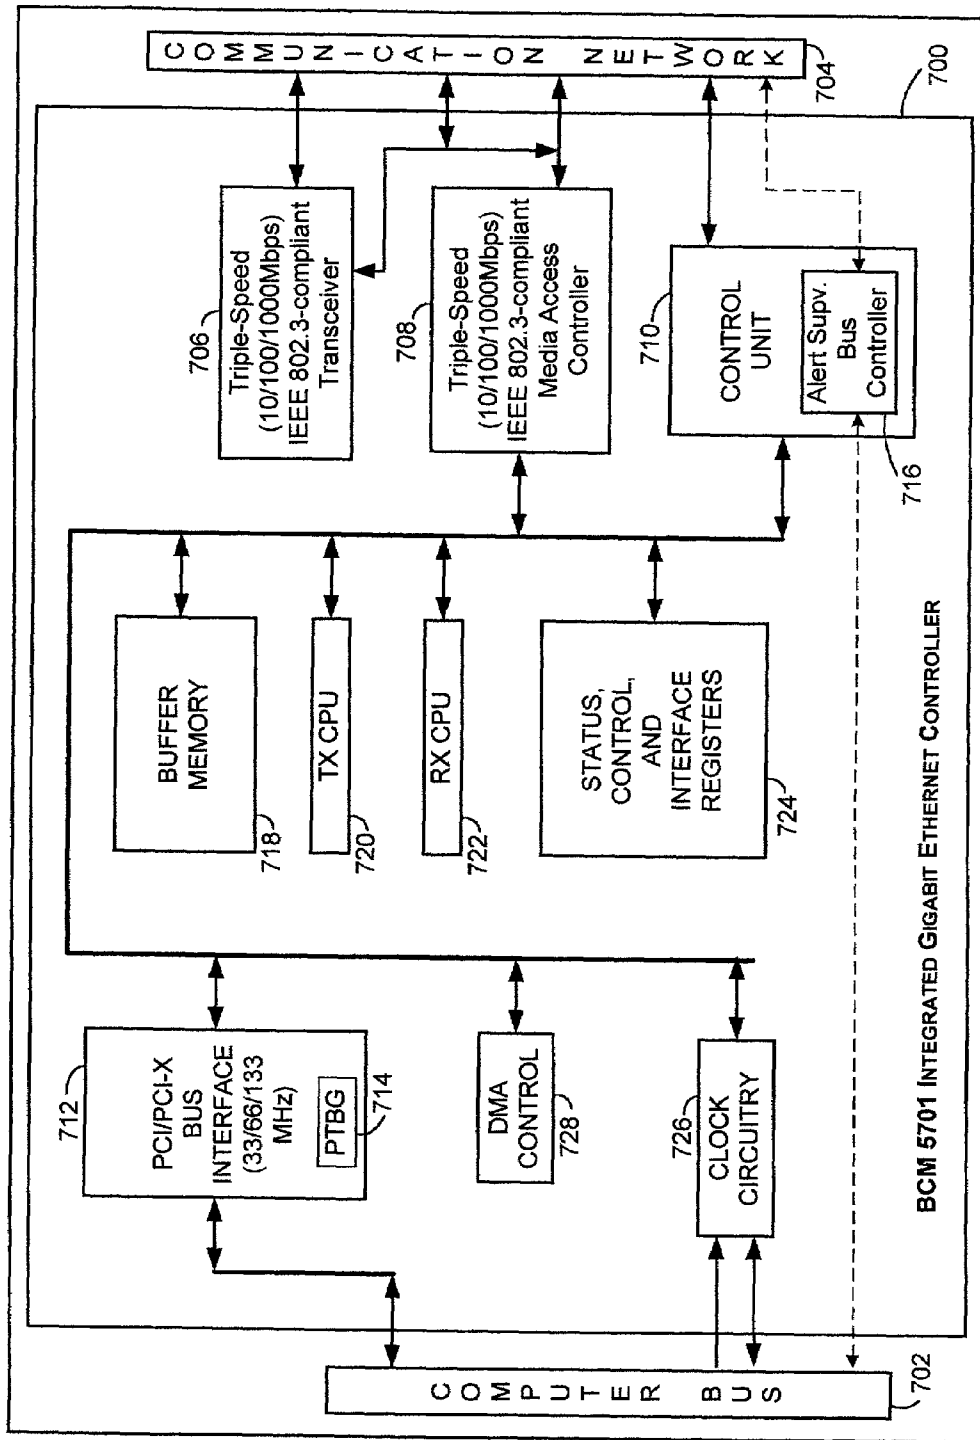 COMPUTER BUS
702
712
PCI/PCI-X
BUS
INTERFACE
(33/66/133
MHz)
PTBG
714
DMA
CONTROL
728
726
CLOCK
CIRCUITRY
BUFFER
MEMORY
718
TX CPU
720
RX CPU
722
STATUS,
CONTROL,
AND
INTERFACE
REGISTERS
724
706
Triple-Speed
(10/100/1000Mbps)
IEEE 802.3-compliant
Transceiver
708
Triple-Speed
(10/100/1000Mbps)
IEEE 802.3-compliant
Media Access
Controller
710
CONTROL
UNIT
Alert Supv.
Bus
Controller
716
COMMUNICATION NETWORK
704
700
BCM 5701 INTEGRATED GIGABIT ETHERNET CONTROLLER